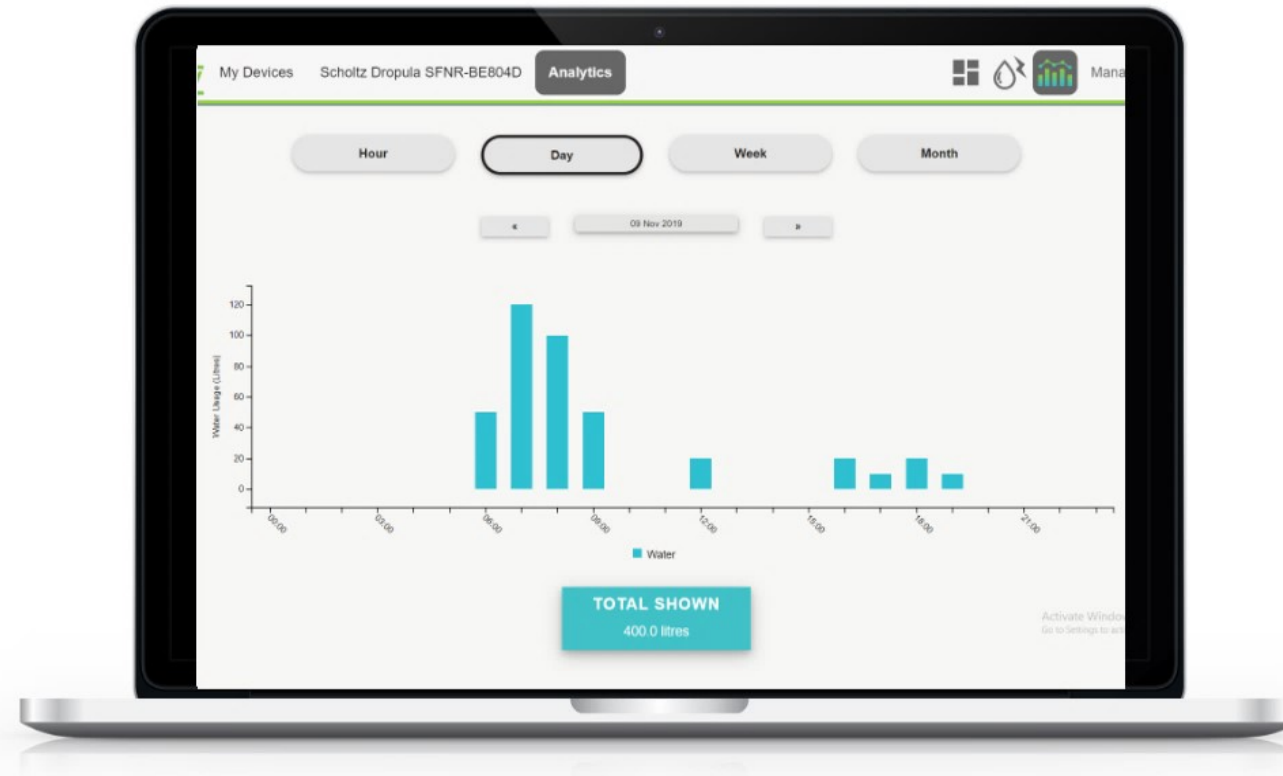 My Devices Scholtz Dropula SFNR-BE804D Analytics Mana
Hour Day Week Month
« 09 Nov 2019 »
Water Usage (Litres)
120
100
80
60
40
20
0
00:00 03:00 06:00 09:00 12:00 15:00 18:00 21:00
Water
TOTAL SHOWN
400.0 litres
Activate Windo
Go to Settings to act